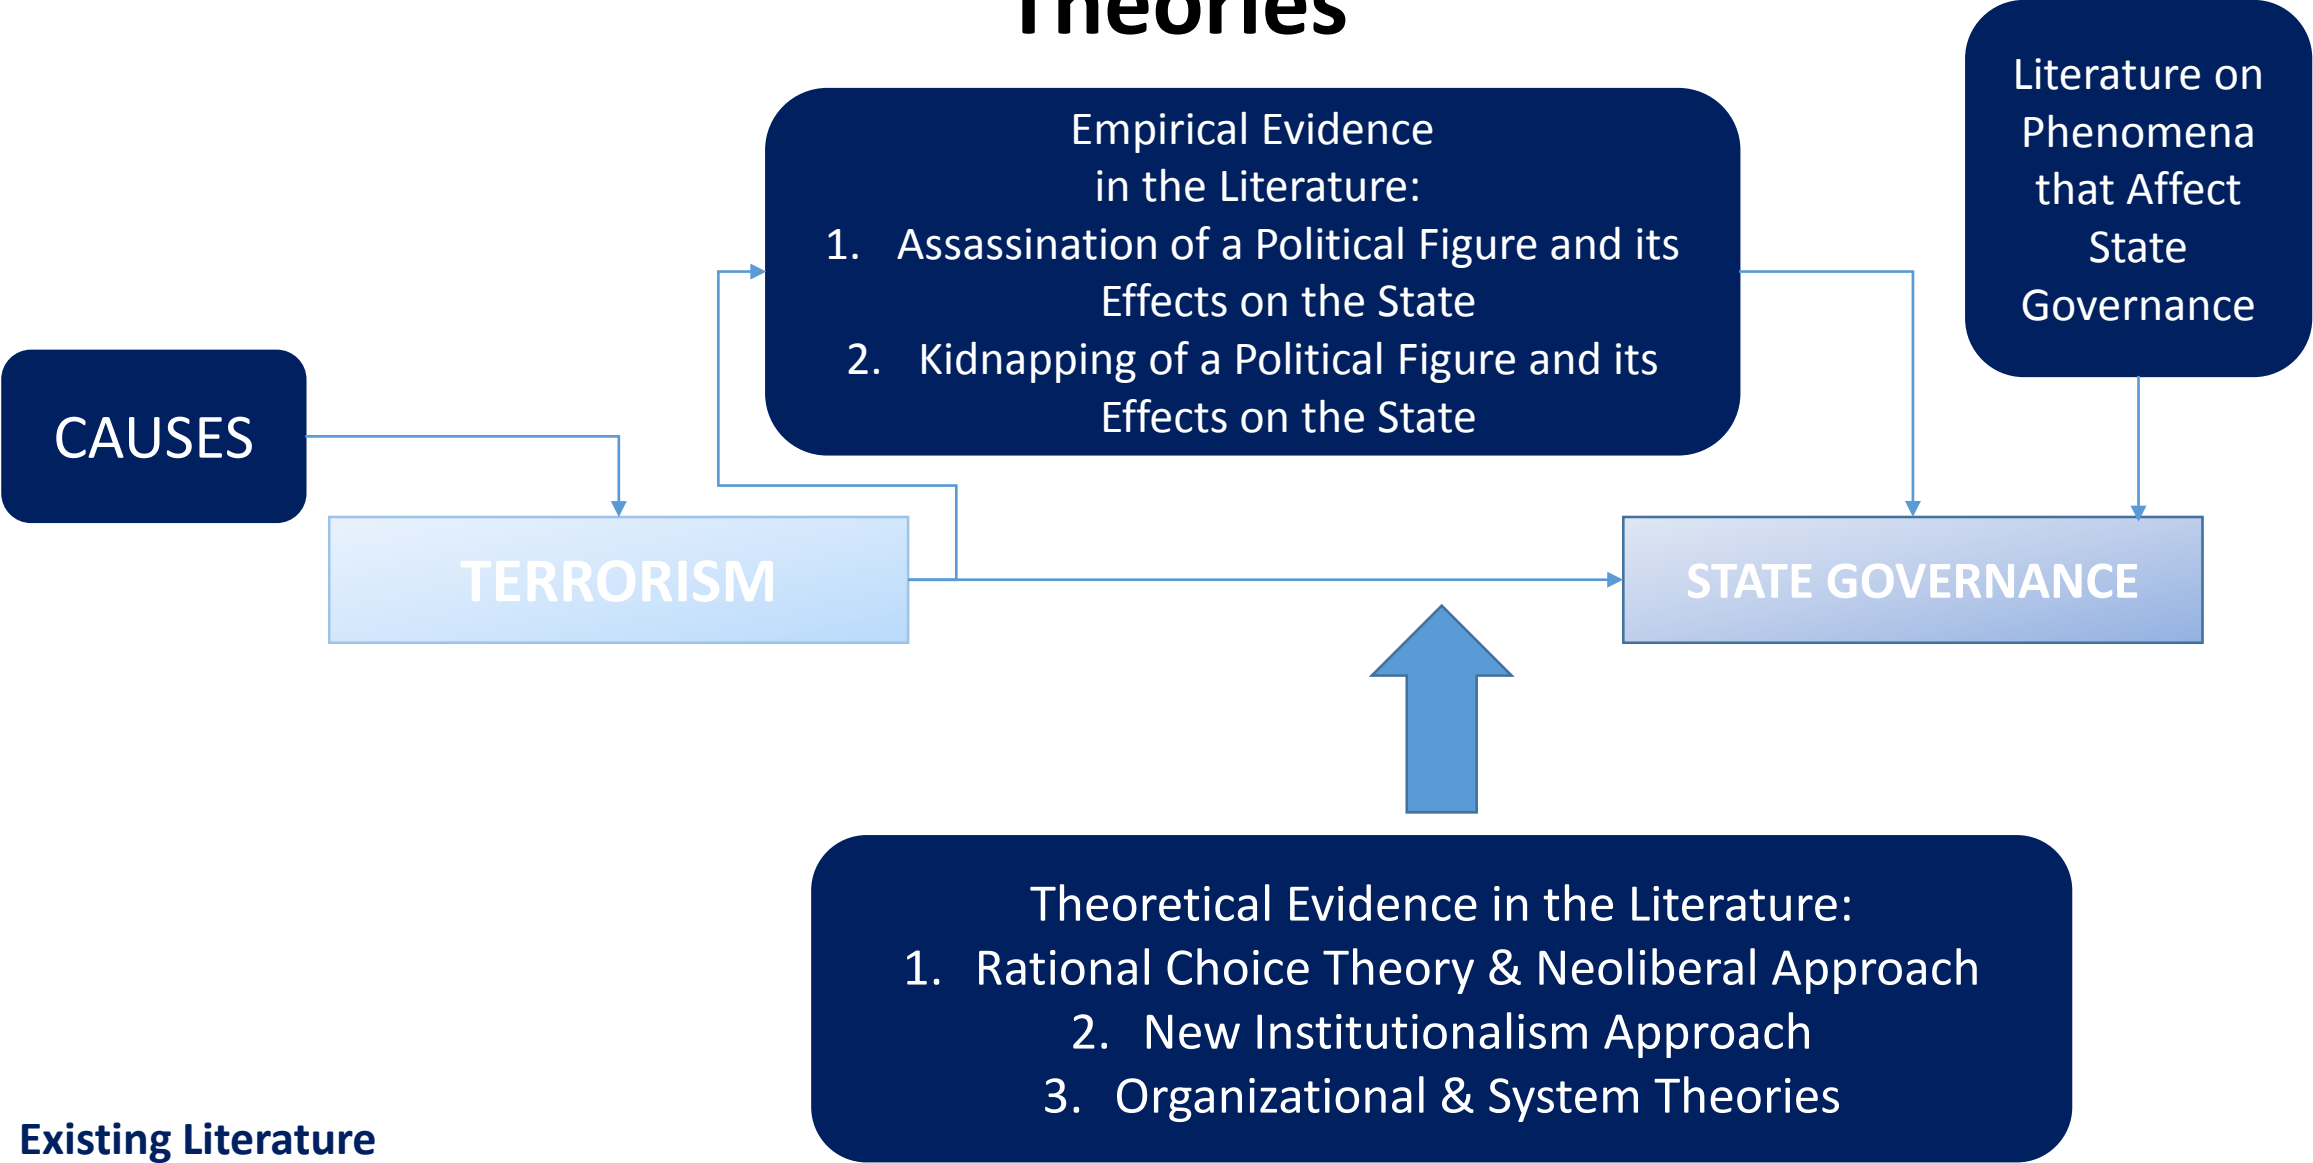 Theories
Literature on
Phenomena
that Affect
State
Governance
Empirical Evidence
in the Literature:
1. Assassination of a Political Figure and its
Effects on the State
2. Kidnapping of a Political Figure and its
Effects on the State
CAUSES
TERRORISM
STATE GOVERNANCE
Theoretical Evidence in the Literature:
1. Rational Choice Theory & Neoliberal Approach
2. New Institutionalism Approach
3. Organizational & System Theories
Existing Literature